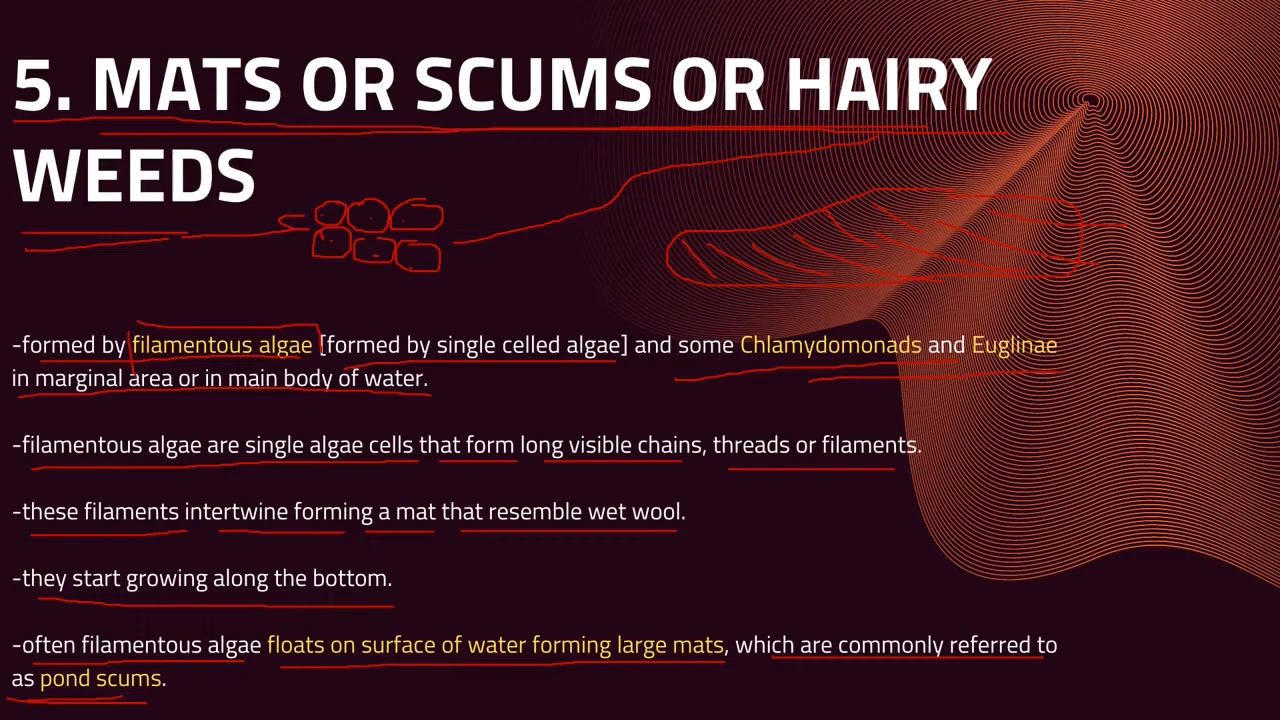 5. MATS OR SCUMS OR HAIRY
WEEDS
-formed by filamentous algae [formed by single celled algae] and some Chlamydomonads and Euglinae
in marginal area or in main body of water.
-filamentous algae are single algae cells that form long visible chains, threads or filaments.
-these filaments intertwine forming a mat that resemble wet wool.
-they start growing along the bottom.
-often filamentous algae floats on surface of water forming large mats, which are commonly referred to
as pond scums.